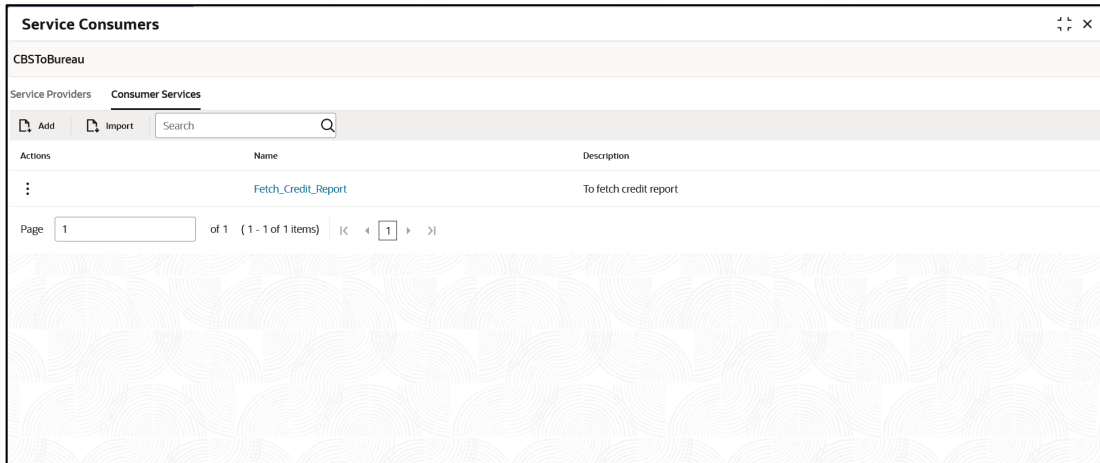 Service Consumers
CBSToBureau
Service Providers Consumer Services
Add Import Search
Actions Name Description
Fetch_Credit_Report To fetch credit report
Page 1 of 1 ( 1 - 1 of 1 items) 1